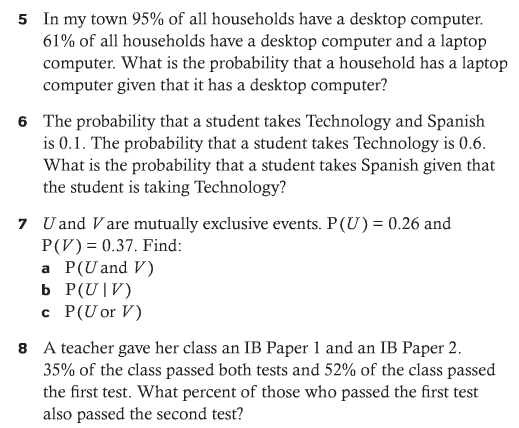 5 In my town 95% of all households have a desktop computer.
61% of all households have a desktop computer and a laptop
computer. What is the probability that a household has a laptop
computer given that it has a desktop computer?
6 The probability that a student takes Technology and Spanish
is 0.1. The probability that a student takes Technology is 0.6.
What is the probability that a student takes Spanish given that
the student is taking Technology?
7 U and V are mutually exclusive events. P(U) = 0.26 and
P(V) = 0.37. Find:
a P(U and V)
b P(U | V)
c P(U or V)
8 A teacher gave her class an IB Paper 1 and an IB Paper 2.
35% of the class passed both tests and 52% of the class passed
the first test. What percent of those who passed the first test
also passed the second test?